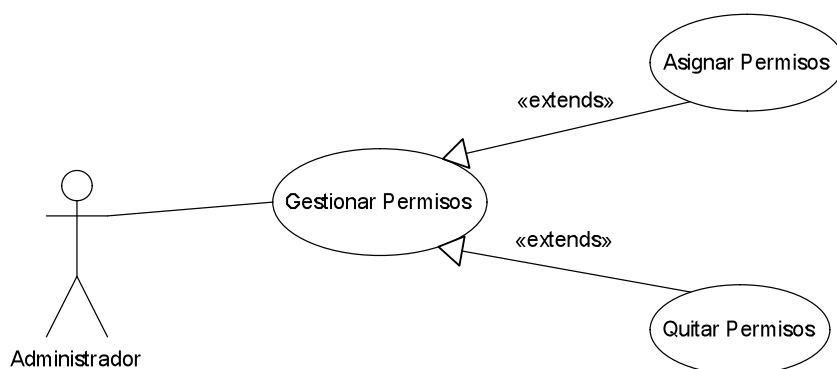 Asignar Permisos
«extends»
Gestionar Permisos
«extends»
Quitar Permisos
Administrador